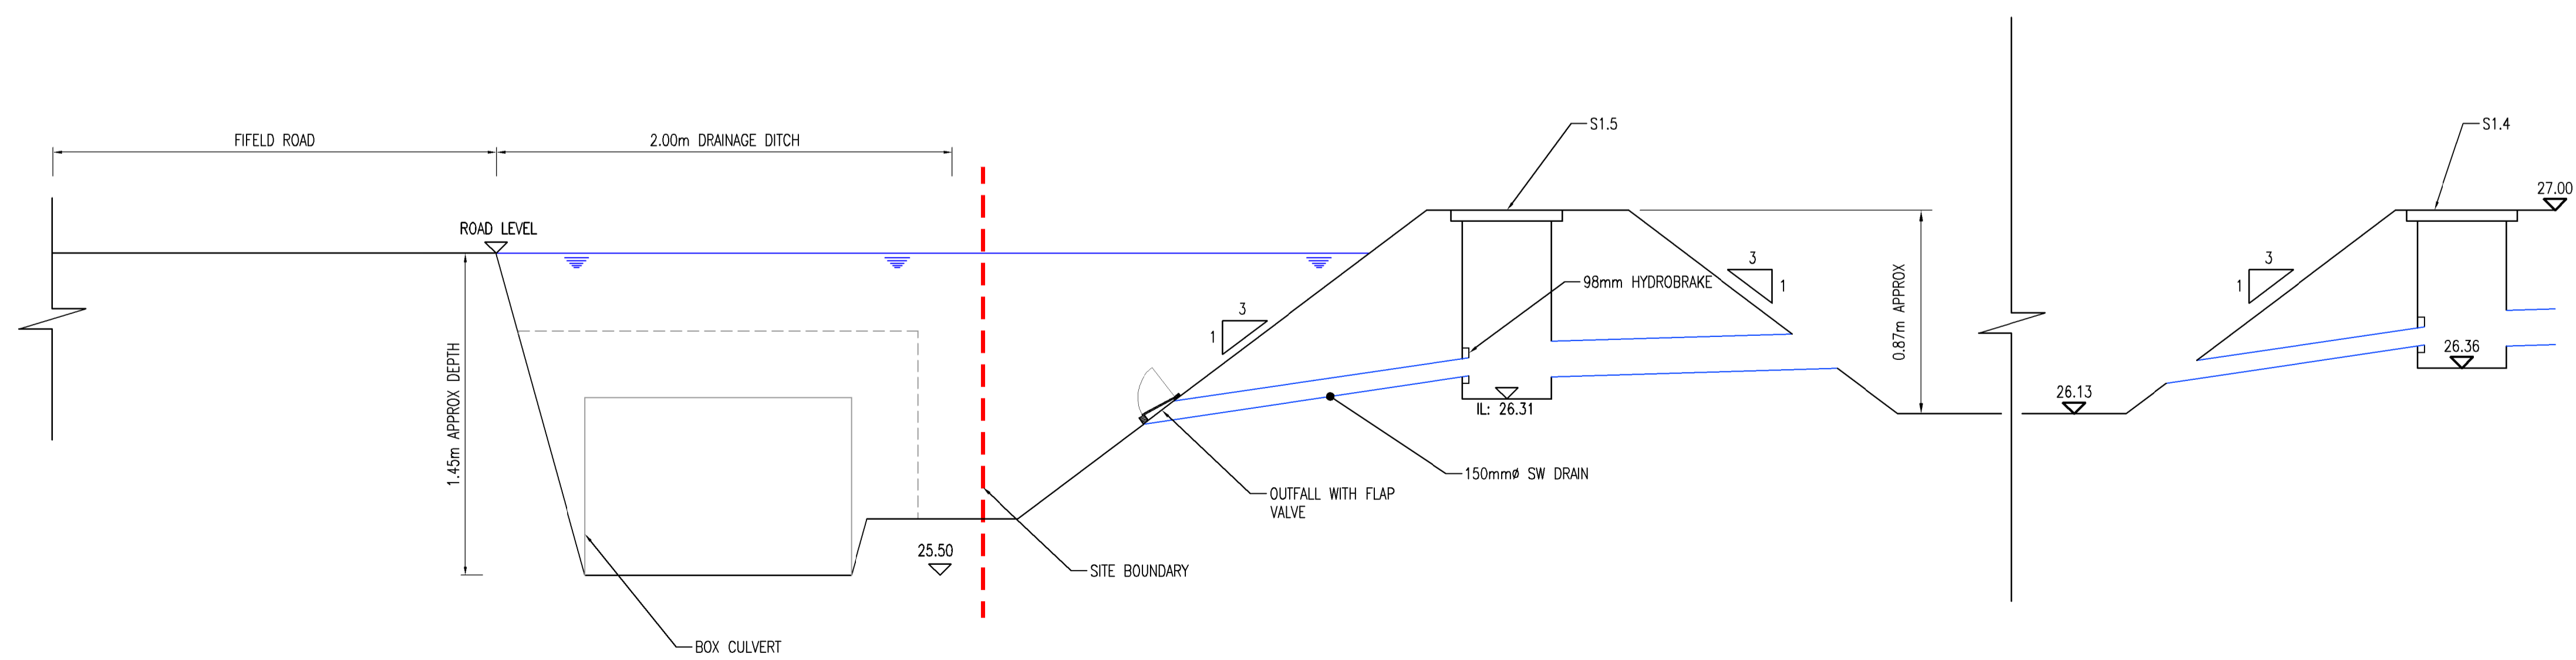 FIFELD ROAD
2.00m DRAINAGE DITCH
S1.5
S1.4
27.00
ROAD LEVEL
3
1
98mm HYDROBRAKE
3
1
0.87m APPROX
3
1
1.45m APPROX DEPTH
26.36
26.13
IL: 26.31
150mmø SW DRAIN
OUTFALL WITH FLAP
VALVE
25.50
SITE BOUNDARY
BOX CULVERT